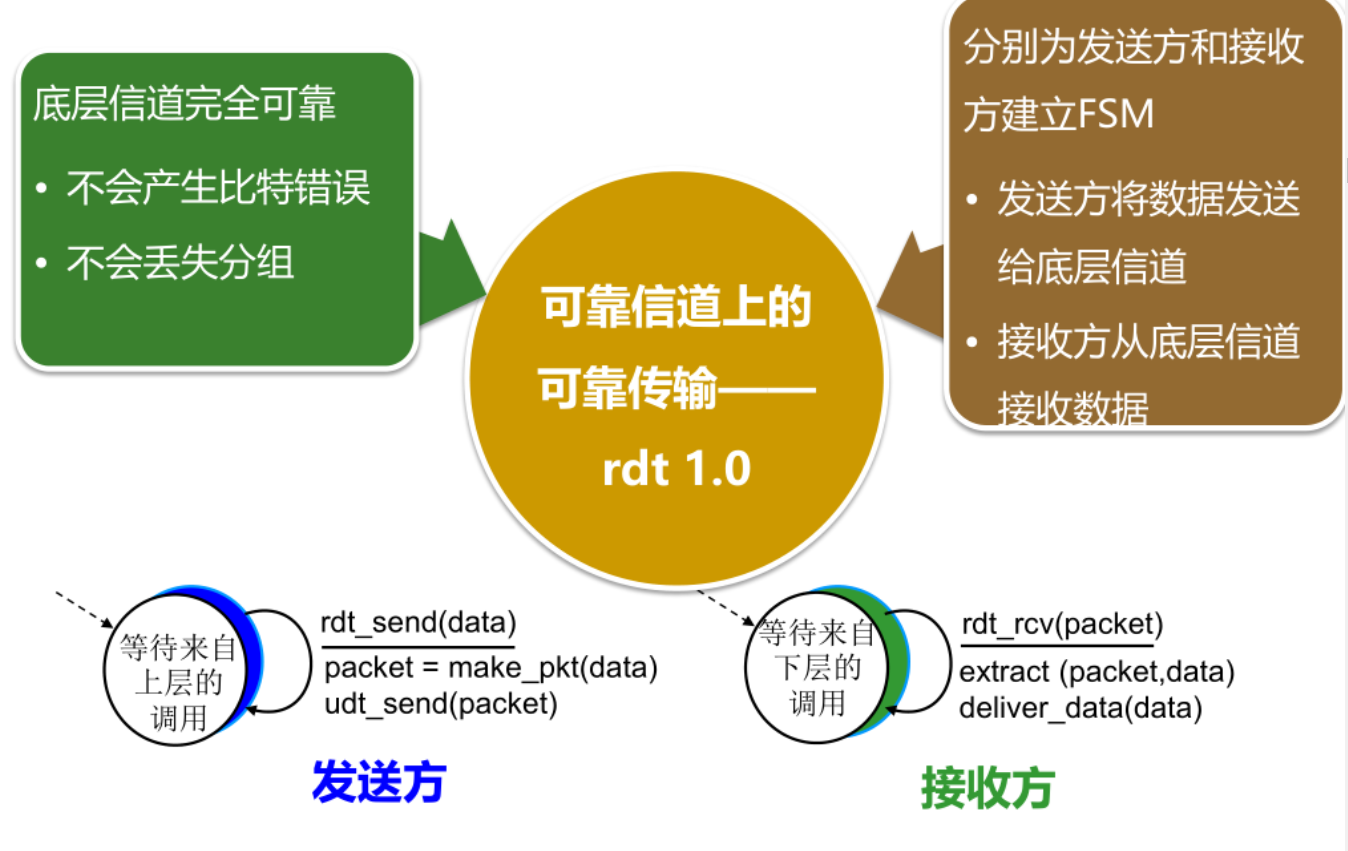 底层信道完全可靠
• 不会产生比特错误
• 不会丢失分组
分别为发送方和接收
方建立FSM
• 发送方将数据发送
给底层信道
• 接收方从底层信道
接收数据
可靠信道上的
可靠传输——
rdt 1.0
等待来自
上层的
调用
rdt_send(data)
packet = make_pkt(data)
udt_send(packet)
发送方
等待来自
下层的
调用
rdt_rcv(packet)
extract (packet,data)
deliver_data(data)
接收方